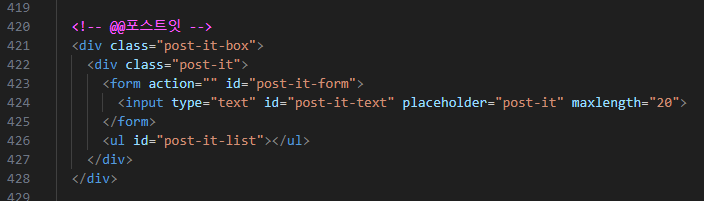 419
420 <!-- @@포스트잇 -->
421 <div class="post-it-box">
422 <div class="post-it">
423 <form action="" id="post-it-form">
424 <input type="text" id="post-it-text" placeholder="post-it" maxlength="20">
425 </form>
426 <ul id="post-it-list"></ul>
427 </div>
428 </div>
429